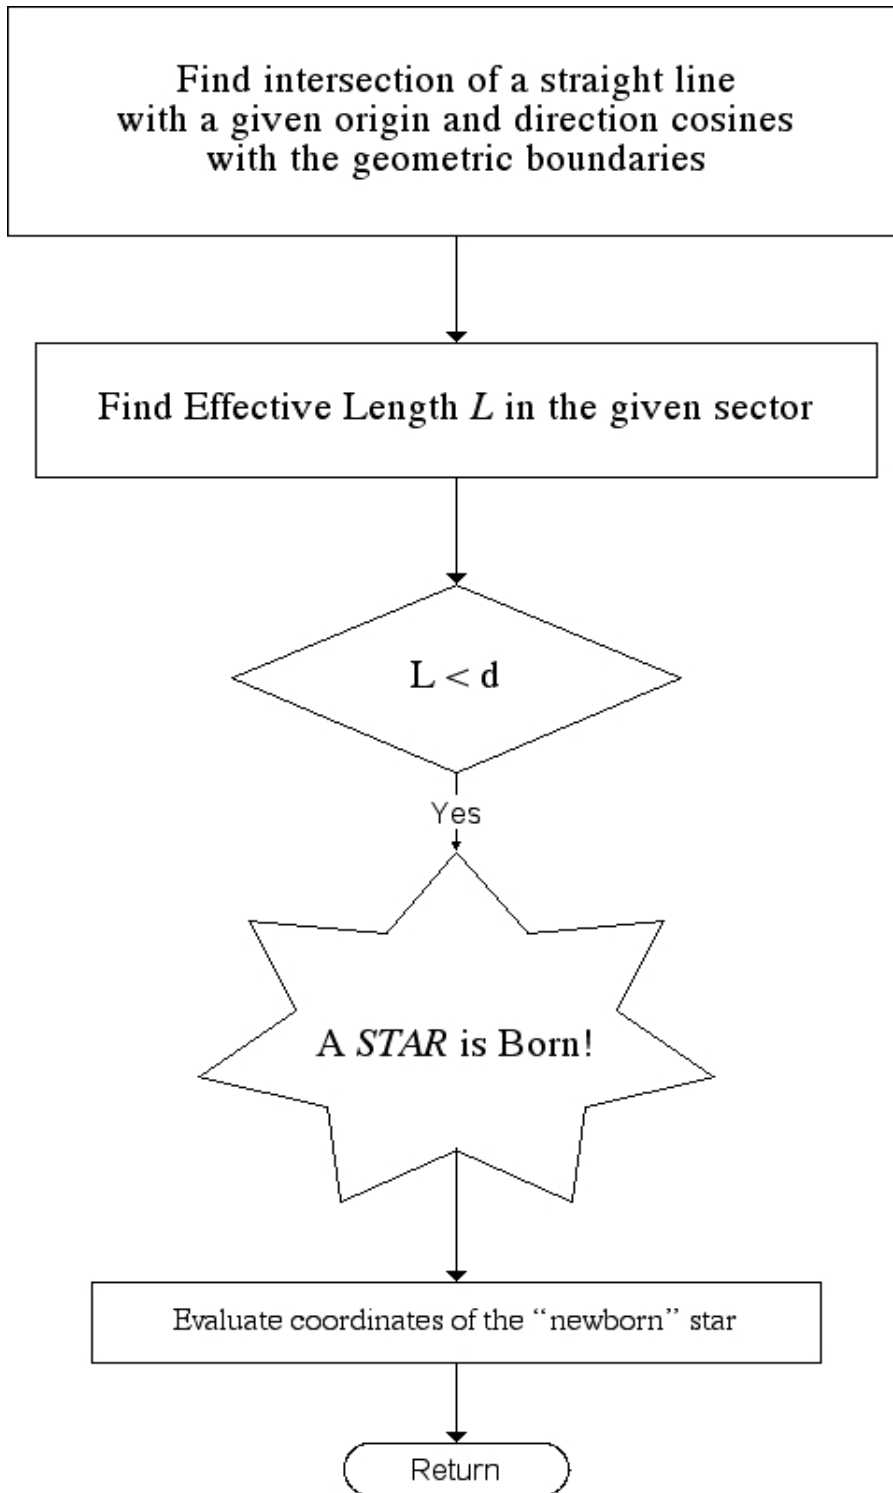 Find intersection of a straight line
with a given origin and direction cosines
with the geometric boundaries
Find Effective Length L in the given sector
L < d
Yes
A STAR is Born!
Evaluate coordinates of the “newborn” star
Return